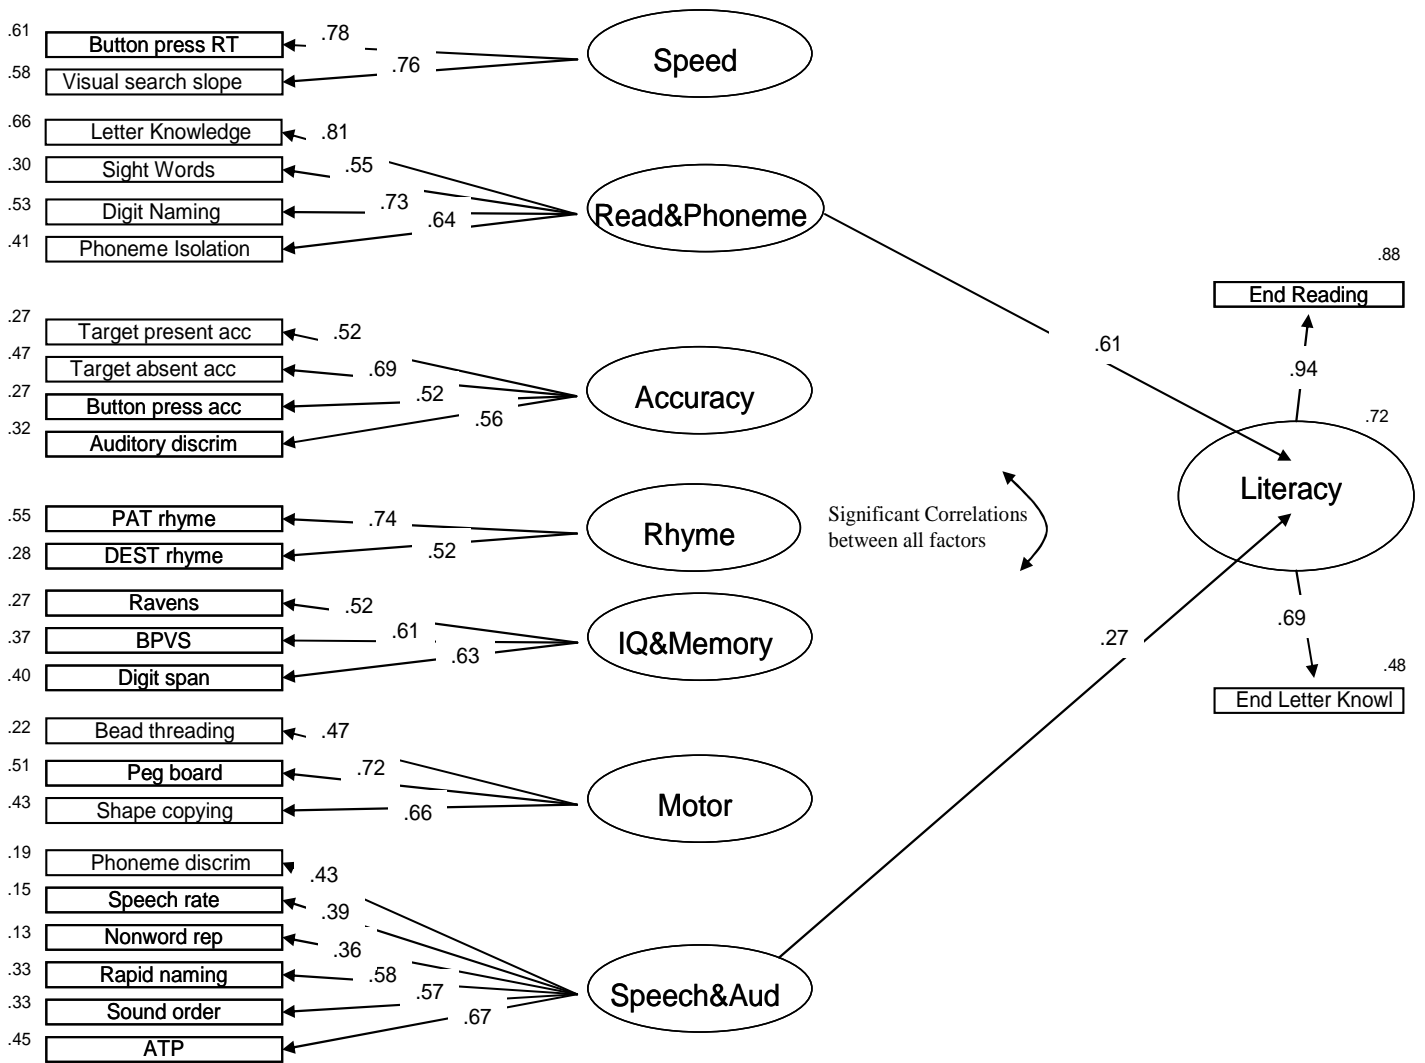 .61
Button press RT
.78
Speed
.58
Visual search slope
.76
.66
Letter Knowledge
.81
.30
Sight Words
.55
Read&Phoneme
.53
Digit Naming
.73
.41
Phoneme Isolation
.64
.27
Target present acc
.52
.47
Target absent acc
.69
Accuracy
.27
Button press acc
.52
.32
Auditory discrim
.56
.55
PAT rhyme
.74
Rhyme
.28
DEST rhyme
.52
Significant Correlations
between all factors
.27
Ravens
.52
.37
BPVS
.61
IQ&Memory
.40
Digit span
.63
.22
Bead threading
.47
.51
Peg board
.72
Motor
.43
Shape copying
.66
.19
Phoneme discrim
.43
.15
Speech rate
.39
.13
Nonword rep
.36
.33
Rapid naming
.58
Speech&Aud
.33
Sound order
.57
.45
ATP
.67
.61
.27
.88
End Reading
.94
.72
Literacy
.69
.48
End Letter Knowl